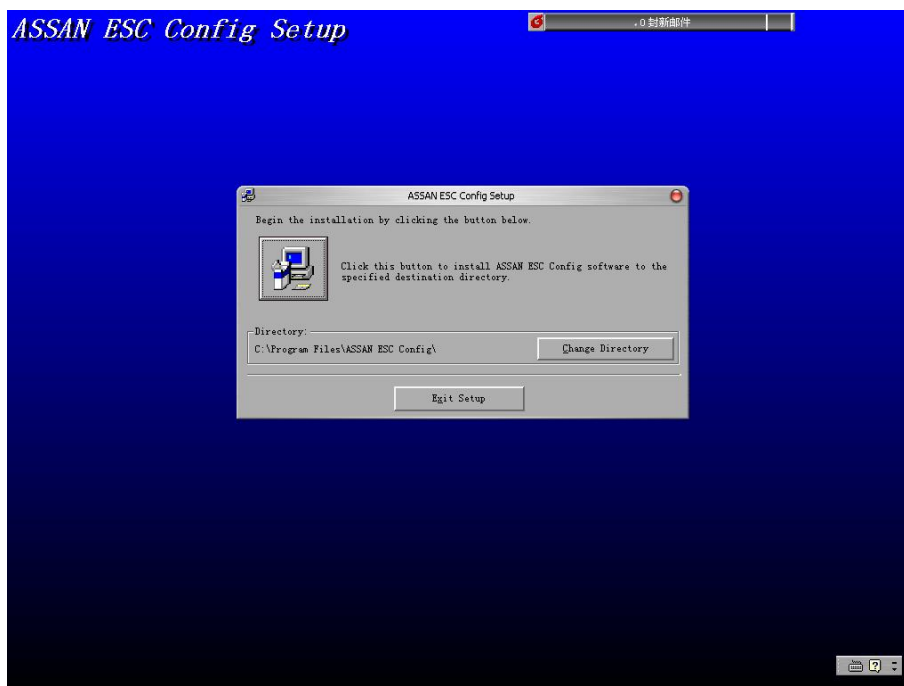 ASSAN ESC Config Setup
.0 封新邮件
ASSAN ESC Config Setup
Begin the installation by clicking the button below.
Click this button to install ASSAN ESC Config software to the
specified destination directory.
Directory:
C:\Program Files\ASSAN ESC Config\
Change Directory
Exit Setup